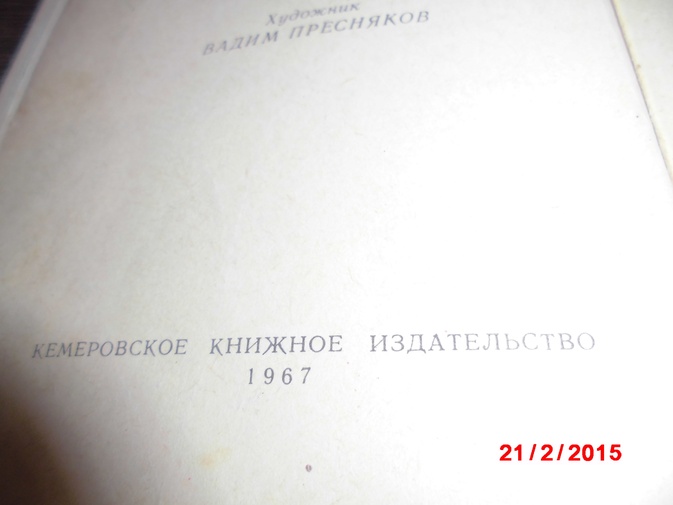 Художник
ВАДИМ ПРЕСНЯКОВ
КЕМЕРОВСКОЕ КНИЖНОЕ ИЗДАТЕЛЬСТВО
1967
21/2/2015